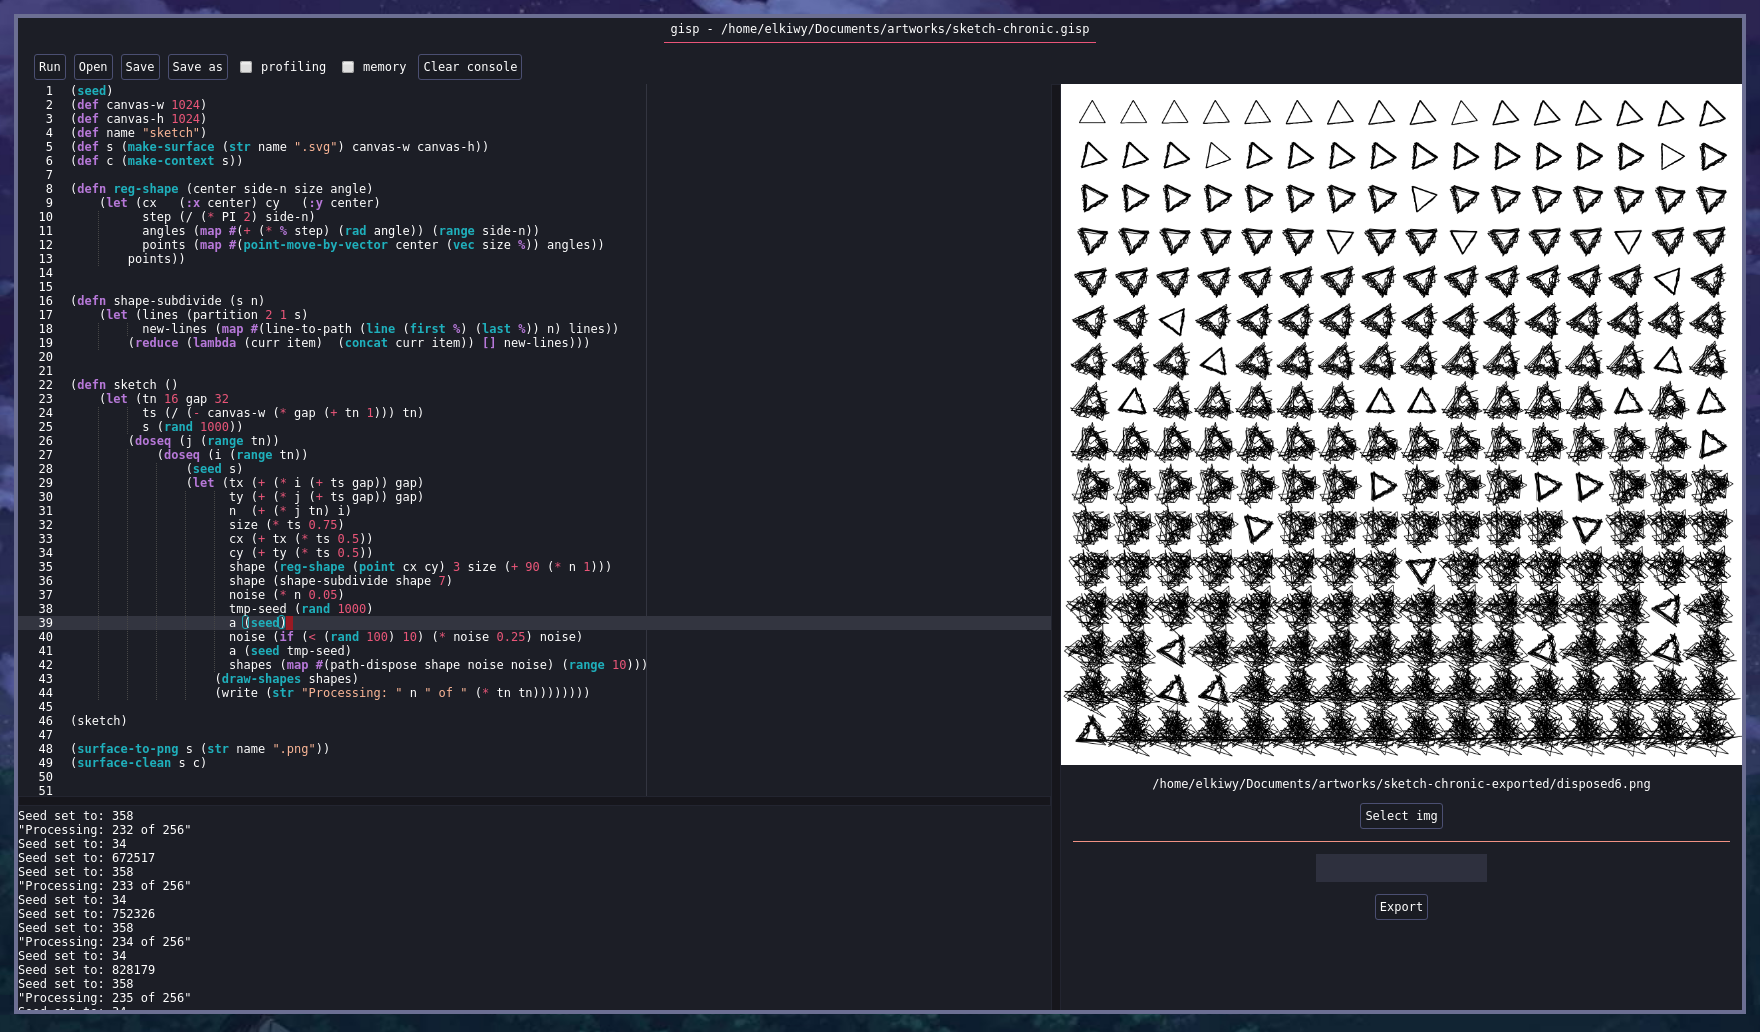 gisp - /home/elkiwy/Documents/artworks/sketch-chronic.gisp
Run Open Save Save as profiling memory Clear console
1 (seed)
2 (def canvas-w 1024)
3 (def canvas-h 1024)
4 (def name "sketch")
5 (def s (make-surface (str name ".svg") canvas-w canvas-h))
6 (def c (make-context s))
7
8 (defn reg-shape (center side-n size angle)
9 (let (cx (:x center) cy (:y center)
10 step (/ (* PI 2) side-n)
11 angles (map #(+ (* % step) (rad angle)) (range side-n))
12 points (map #(point-move-by-vector center (vec size %)) angles))
13 points))
14
15
16 (defn shape-subdivide (s n)
17 (let (lines (partition 2 1 s)
18 new-lines (map #(line-to-path (line (first %) (last %)) n) lines))
19 (reduce (lambda (curr item) (concat curr item)) [] new-lines)))
20
21
22 (defn sketch ()
23 (let (tn 16 gap 32
24 ts (/ (- canvas-w (* gap (+ tn 1))) tn)
25 s (rand 1000))
26 (doseq (j (range tn))
27 (doseq (i (range tn))
28 (seed s)
29 (let (tx (+ (* i (+ ts gap)) gap)
30 ty (+ (* j (+ ts gap)) gap)
31 n (+ (* j tn) i)
32 size (* ts 0.75)
33 cx (+ tx (* ts 0.5))
34 cy (+ ty (* ts 0.5))
35 shape (reg-shape (point cx cy) 3 size (+ 90 (* n 1)))
36 shape (shape-subdivide shape 7)
37 noise (* n 0.05)
38 tmp-seed (rand 1000)
39 a (seed)
40 noise (if (< (rand 100) 10) (* noise 0.25) noise)
41 a (seed tmp-seed)
42 shapes (map #(path-dispose shape noise noise) (range 10)))
43 (draw-shapes shapes)
44 (write (str "Processing: " n " of " (* tn tn))))))))
45
46 (sketch)
47
48 (surface-to-png s (str name ".png"))
49 (surface-clean s c)
50
51
Seed set to: 358
"Processing: 232 of 256"
Seed set to: 34
Seed set to: 672517
Seed set to: 358
"Processing: 233 of 256"
Seed set to: 34
Seed set to: 752326
Seed set to: 358
"Processing: 234 of 256"
Seed set to: 34
Seed set to: 828179
Seed set to: 358
"Processing: 235 of 256"
Seed set to: 34
/home/elkiwy/Documents/artworks/sketch-chronic-exported/disposed6.png
Select img
Export